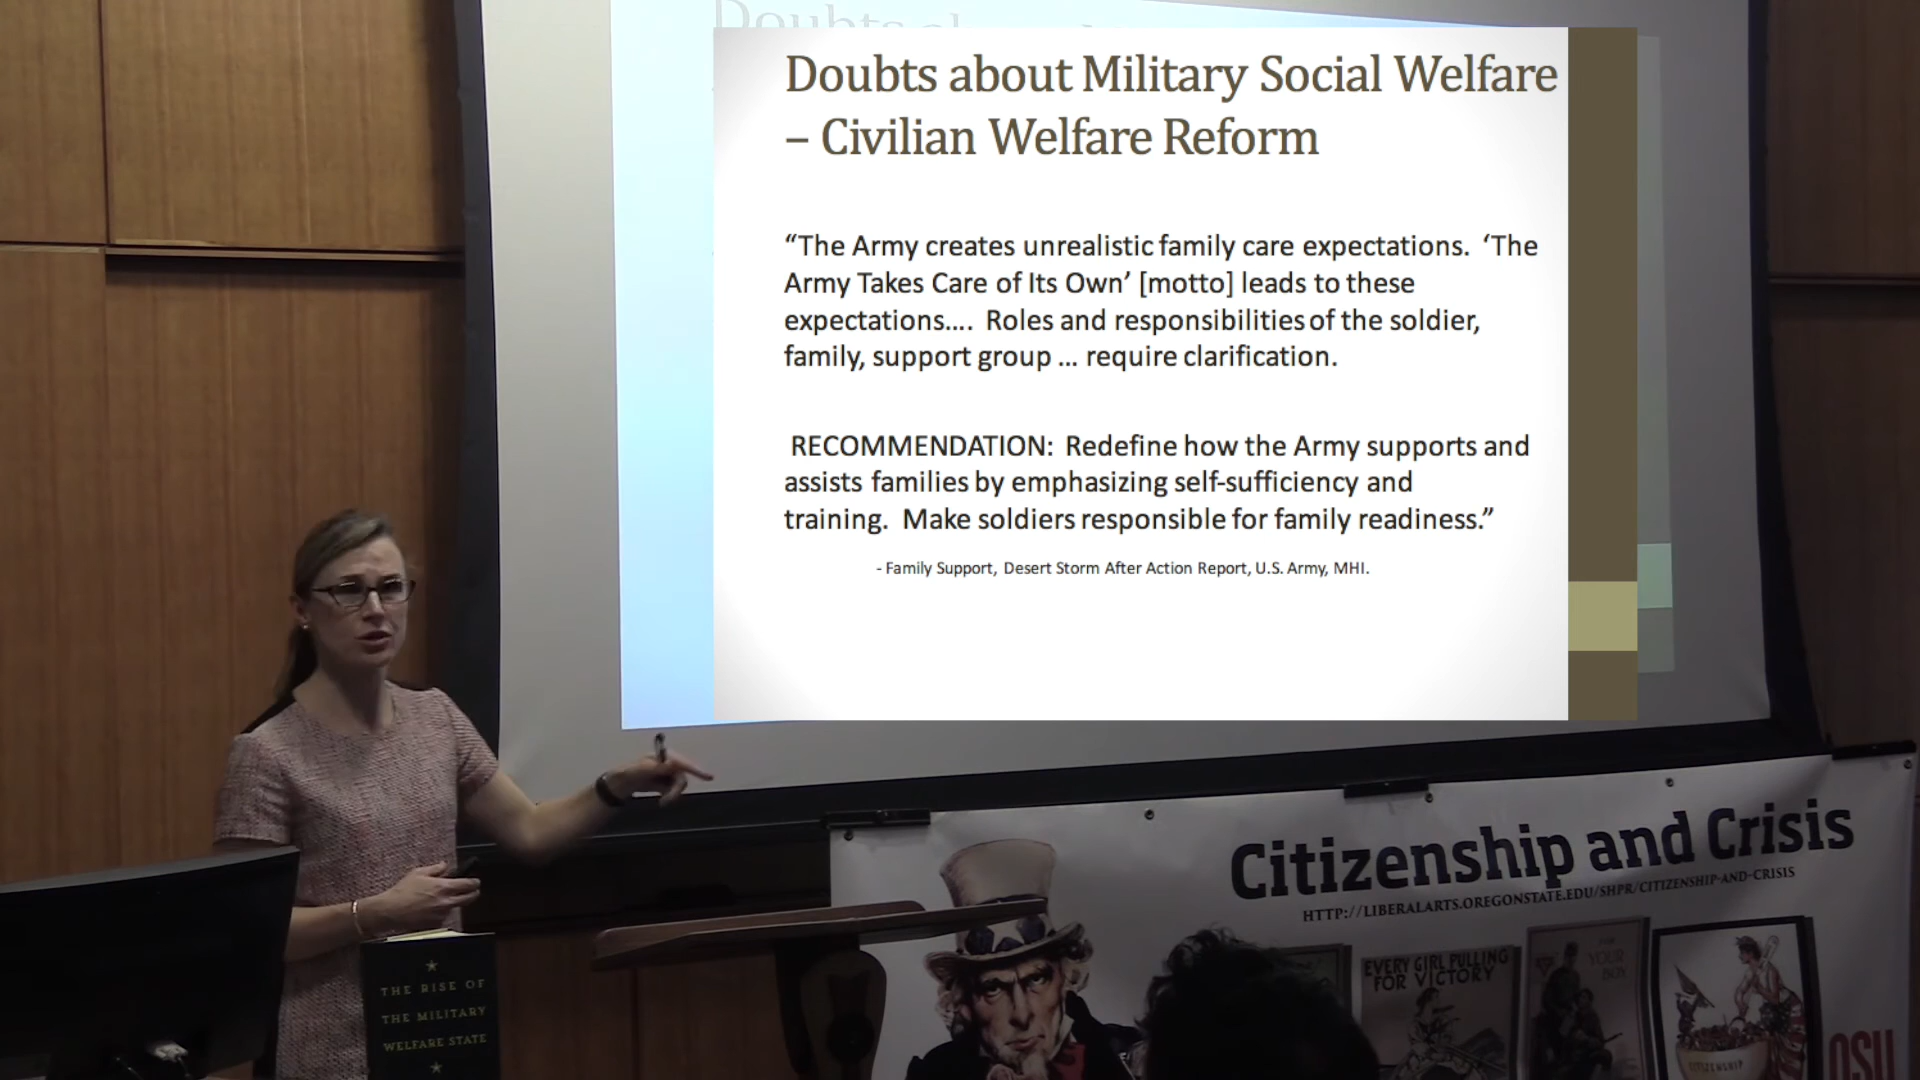 Doubts about Military Social Welfare
– Civilian Welfare Reform
“The Army creates unrealistic family care expectations. ‘The
Army Takes Care of Its Own’ [motto] leads to these
expectations.... Roles and responsibilities of the soldier,
family, support group ... require clarification.
RECOMMENDATION: Redefine how the Army supports and
assists families by emphasizing self-sufficiency and
training. Make soldiers responsible for family readiness.”
- Family Support, Desert Storm After Action Report, U.S. Army, MHI.
Citizenship and Crisis
HTTP://LIBERALARTS.OREGONSTATE.EDU/SHPR/CITIZENSHIP-AND-CRISIS
EVERY GIRL PULLING
FOR VICTORY
FOR
YOUR
BOY
CITIZENSHIP
OSU
THE RISE OF
THE MILITARY
WELFARE STATE